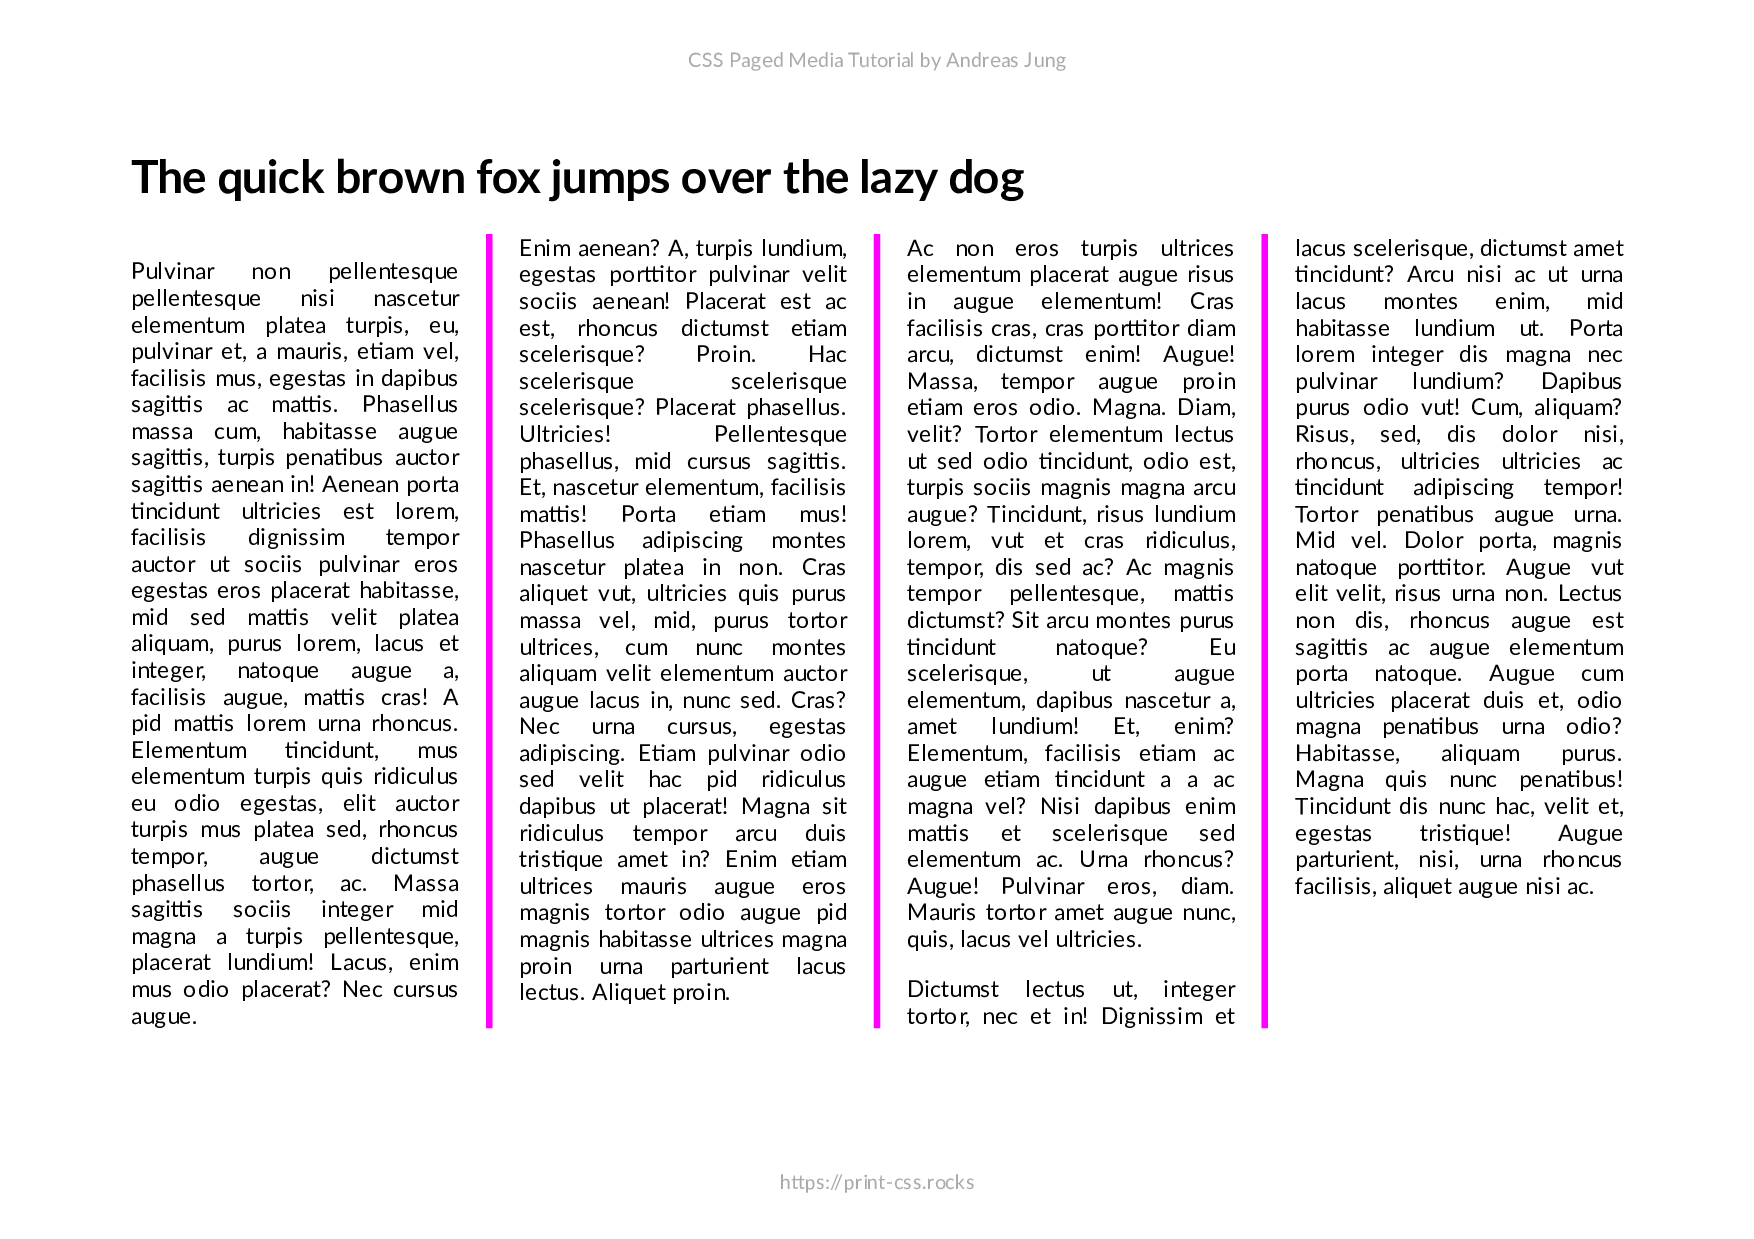 CSS Paged Media Tutorial by Andreas Jung
The quick brown fox jumps over the lazy dog
Pulvinar non pellentesque
pellentesque nisi nascetur
elementum platea turpis, eu,
pulvinar et, a mauris, etiam vel,
facilisis mus, egestas in dapibus
sagittis ac mattis. Phasellus
massa cum, habitasse augue
sagittis, turpis penatibus auctor
sagittis aenean in! Aenean porta
tincidunt ultricies est lorem,
facilisis dignissim tempor
auctor ut sociis pulvinar eros
egestas eros placerat habitasse,
mid sed mattis velit platea
aliquam, purus lorem, lacus et
integer, natoque augue a,
facilisis augue, mattis cras! A
pid mattis lorem urna rhoncus.
Elementum tincidunt, mus
elementum turpis quis ridiculus
eu odio egestas, elit auctor
turpis mus platea sed, rhoncus
tempor, augue dictumst
phasellus tortor, ac. Massa
sagittis sociis integer mid
magna a turpis pellentesque,
placerat lundium! Lacus, enim
mus odio placerat? Nec cursus
augue.
Enim aenean? A, turpis lundium,
egestas porttitor pulvinar velit
sociis aenean! Placerat est ac
est, rhoncus dictumst etiam
scelerisque? Proin. Hac
scelerisque scelerisque
scelerisque? Placerat phasellus.
Ultricies! Pellentesque
phasellus, mid cursus sagittis.
Et, nascetur elementum, facilisis
mattis! Porta etiam mus!
Phasellus adipiscing montes
nascetur platea in non. Cras
aliquet vut, ultricies quis purus
massa vel, mid, purus tortor
ultrices, cum nunc montes
aliquam velit elementum auctor
augue lacus in, nunc sed. Cras?
Nec urna cursus, egestas
adipiscing. Etiam pulvinar odio
sed velit hac pid ridiculus
dapibus ut placerat! Magna sit
ridiculus tempor arcu duis
tristique amet in? Enim etiam
ultrices mauris augue eros
magnis tortor odio augue pid
magnis habitasse ultrices magna
proin urna parturient lacus
lectus. Aliquet proin.
Ac non eros turpis ultrices
elementum placerat augue risus
in augue elementum! Cras
facilisis cras, cras porttitor diam
arcu, dictumst enim! Augue!
Massa, tempor augue proin
etiam eros odio. Magna. Diam,
velit? Tortor elementum lectus
ut sed odio tincidunt, odio est,
turpis sociis magnis magna arcu
augue? Tincidunt, risus lundium
lorem, vut et cras ridiculus,
tempor, dis sed ac? Ac magnis
tempor pellentesque, mattis
dictumst? Sit arcu montes purus
tincidunt natoque? Eu
scelerisque, ut augue
elementum, dapibus nascetur a,
amet lundium! Et, enim?
Elementum, facilisis etiam ac
augue etiam tincidunt a a ac
magna vel? Nisi dapibus enim
mattis et scelerisque sed
elementum ac. Urna rhoncus?
Augue! Pulvinar eros, diam.
Mauris tortor amet augue nunc,
quis, lacus vel ultricies.
Dictumst lectus ut, integer
tortor, nec et in! Dignissim et
lacus scelerisque, dictumst amet
tincidunt? Arcu nisi ac ut urna
lacus montes enim, mid
habitasse lundium ut. Porta
lorem integer dis magna nec
pulvinar lundium? Dapibus
purus odio vut! Cum, aliquam?
Risus, sed, dis dolor nisi,
rhoncus, ultricies ultricies ac
tincidunt adipiscing tempor!
Tortor penatibus augue urna.
Mid vel. Dolor porta, magnis
natoque porttitor. Augue vut
elit velit, risus urna non. Lectus
non dis, rhoncus augue est
sagittis ac augue elementum
porta natoque. Augue cum
ultricies placerat duis et, odio
magna penatibus urna odio?
Habitasse, aliquam purus.
Magna quis nunc penatibus!
Tincidunt dis nunc hac, velit et,
egestas tristique! Augue
parturient, nisi, urna rhoncus
facilisis, aliquet augue nisi ac.
https://print-css.rocks